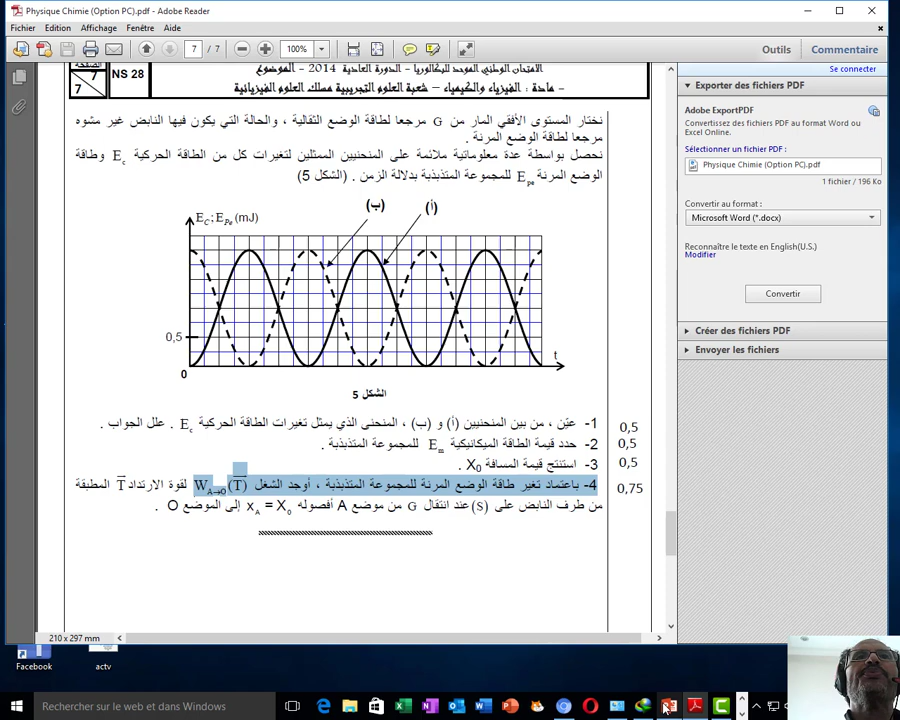 Physique Chimie (Option PC).pdf - Adobe Reader
Fichier Edition Affichage Fenêtre Aide
7 / 7 100% Outils Commentaire
Se connecter
الصفحة
7
7
NS 28
الامتحان الوطني الموحد للبكالوريا – الدورة العادية 2014 – الموضوع
- مادة : الفيزياء والكيمياء – شعبة العلوم التجريبية مسلك العلوم الفيزيائية
نختار المستوى الأفقي المار من G مرجعا لطاقة الوضع الثقالية ، والحالة التي يكون فيها النابض غير مشوه
مرجعا لطاقة الوضع المرنة .
نحصل بواسطة عدة معلوماتية ملائمة على المنحنيين الممثلين لتغيرات كل من الطاقة الحركية Ec وطاقة
الوضع المرنة Epe للمجموعة المتذبذبة بدلالة الزمن . (الشكل 5)
(ب) (أ)
EC ; EPe (mJ)
0,5
0
t
الشكل 5
1- عيّن ، من بين المنحنيين (أ) و (ب) ، المنحنى الذي يمثل تغيرات الطاقة الحركية Ec . علل الجواب .
0,5
2- حدد قيمة الطاقة الميكانيكية Em للمجموعة المتذبذبة .
0,5
3- استنتج قيمة المسافة X0 .
0,5
4- باعتماد تغير طاقة الوضع المرنة للمجموعة المتذبذبة ، أوجد الشغل WA→O(T) لقوة الارتداد T المطبقة
0,75
من طرف النابض على (S) عند انتقال G من موضع A أفصوله xA = X0 إلى الموضع O .
210 x 297 mm
Exporter des fichiers PDF
Adobe ExportPDF
Convertissez des fichiers PDF au format Word ou
Excel Online.
Sélectionner un fichier PDF :
Physique Chimie (Option PC).pdf
1 fichier / 196 Ko
Convertir au format :
Microsoft Word (*.docx)
Reconnaître le texte en English(U.S.)
Modifier
Convertir
Créer des fichiers PDF
Envoyer les fichiers
Facebook
actv
Rechercher sur le web et dans Windows